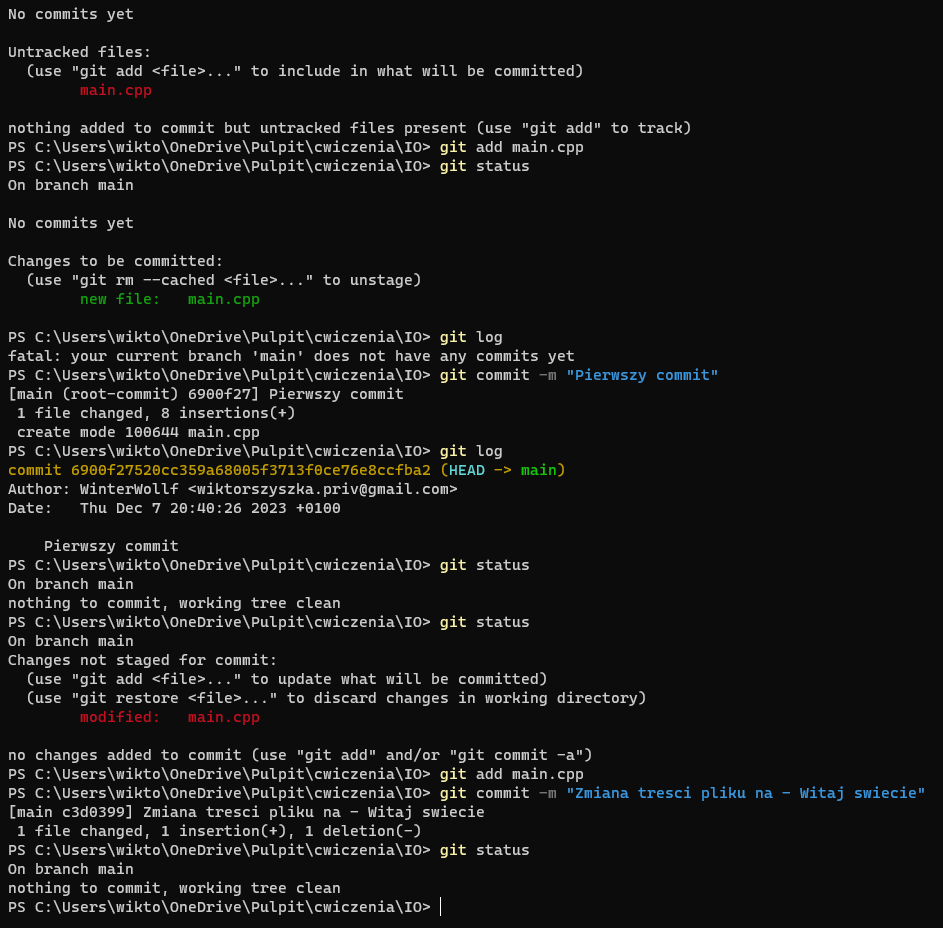 No commits yet
Untracked files:
  (use "git add <file>..." to include in what will be committed)
        main.cpp
nothing added to commit but untracked files present (use "git add" to track)
PS C:\Users\wikto\OneDrive\Pulpit\cwiczenia\IO> git add main.cpp
PS C:\Users\wikto\OneDrive\Pulpit\cwiczenia\IO> git status
On branch main
No commits yet
Changes to be committed:
  (use "git rm --cached <file>..." to unstage)
        new file:   main.cpp
PS C:\Users\wikto\OneDrive\Pulpit\cwiczenia\IO> git log
fatal: your current branch 'main' does not have any commits yet
PS C:\Users\wikto\OneDrive\Pulpit\cwiczenia\IO> git commit -m "Pierwszy commit"
[main (root-commit) 6900f27] Pierwszy commit
 1 file changed, 8 insertions(+)
 create mode 100644 main.cpp
PS C:\Users\wikto\OneDrive\Pulpit\cwiczenia\IO> git log
commit 6900f27520cc359a68005f3713f0ce76e8ccfba2 (HEAD -> main)
Author: WinterWollf <wiktorszyszka.priv@gmail.com>
Date:   Thu Dec 7 20:40:26 2023 +0100
    Pierwszy commit
PS C:\Users\wikto\OneDrive\Pulpit\cwiczenia\IO> git status
On branch main
nothing to commit, working tree clean
PS C:\Users\wikto\OneDrive\Pulpit\cwiczenia\IO> git status
On branch main
Changes not staged for commit:
  (use "git add <file>..." to update what will be committed)
  (use "git restore <file>..." to discard changes in working directory)
        modified:   main.cpp
no changes added to commit (use "git add" and/or "git commit -a")
PS C:\Users\wikto\OneDrive\Pulpit\cwiczenia\IO> git add main.cpp
PS C:\Users\wikto\OneDrive\Pulpit\cwiczenia\IO> git commit -m "Zmiana tresci pliku na - Witaj swiecie"
[main c3d0399] Zmiana tresci pliku na - Witaj swiecie
 1 file changed, 1 insertion(+), 1 deletion(-)
PS C:\Users\wikto\OneDrive\Pulpit\cwiczenia\IO> git status
On branch main
nothing to commit, working tree clean
PS C:\Users\wikto\OneDrive\Pulpit\cwiczenia\IO>